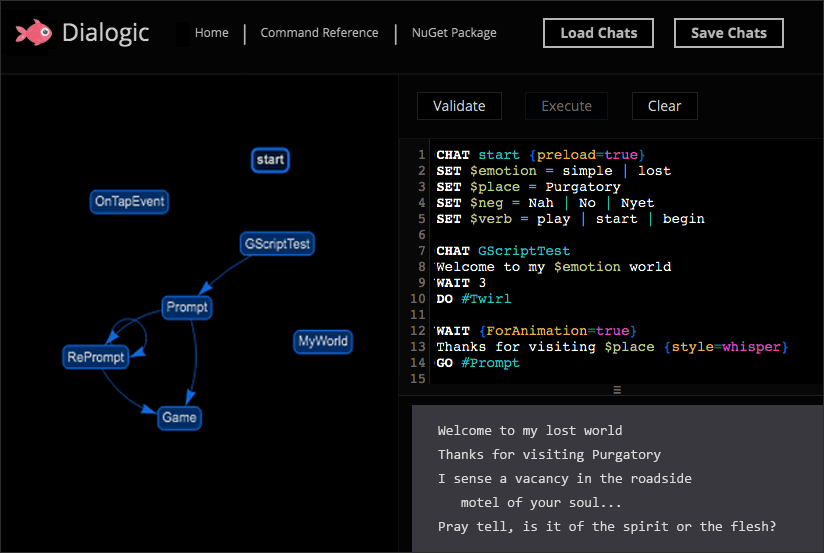 Dialogic
Home | Command Reference | NuGet Package
Load Chats
Save Chats
start
OnTapEvent
GScriptTest
Prompt
MyWorld
RePrompt
Game
Validate
Execute
Clear
1 CHAT start {preload=true}
2 SET $emotion = simple | lost
3 SET $place = Purgatory
4 SET $neg = Nah | No | Nyet
5 SET $verb = play | start | begin
6
7 CHAT GScriptTest
8 Welcome to my $emotion world
9 WAIT 3
10 DO #Twirl
11
12 WAIT {ForAnimation=true}
13 Thanks for visiting $place {style=whisper}
14 GO #Prompt
15
Welcome to my lost world
Thanks for visiting Purgatory
I sense a vacancy in the roadside
motel of your soul...
Pray tell, is it of the spirit or the flesh?